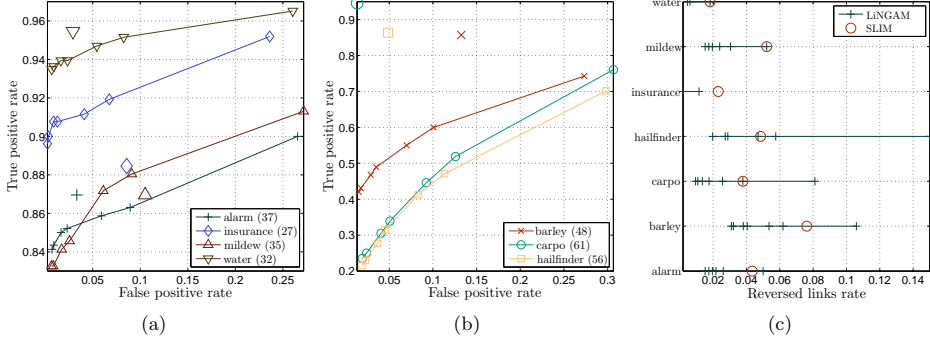 0.96
0.94
0.92
0.90
0.88
0.86
0.84
True positive rate
0.05
0.1
0.15
0.2
0.25
False positive rate
alarm (37)
insurance (27)
mildew (35)
water (32)
(a)
0.9
0.8
0.7
0.6
0.5
0.4
0.3
0.2
True positive rate
0.05
0.1
0.15
0.2
0.25
0.3
False positive rate
barley (48)
carpo (61)
hailfinder (56)
(b)
water
mildew
insurance
hailfinder
carpo
barley
alarm
LiNGAM
SLIM
0.02
0.04
0.06
0.08
0.1
0.12
0.14
Reversed links rate
(c)